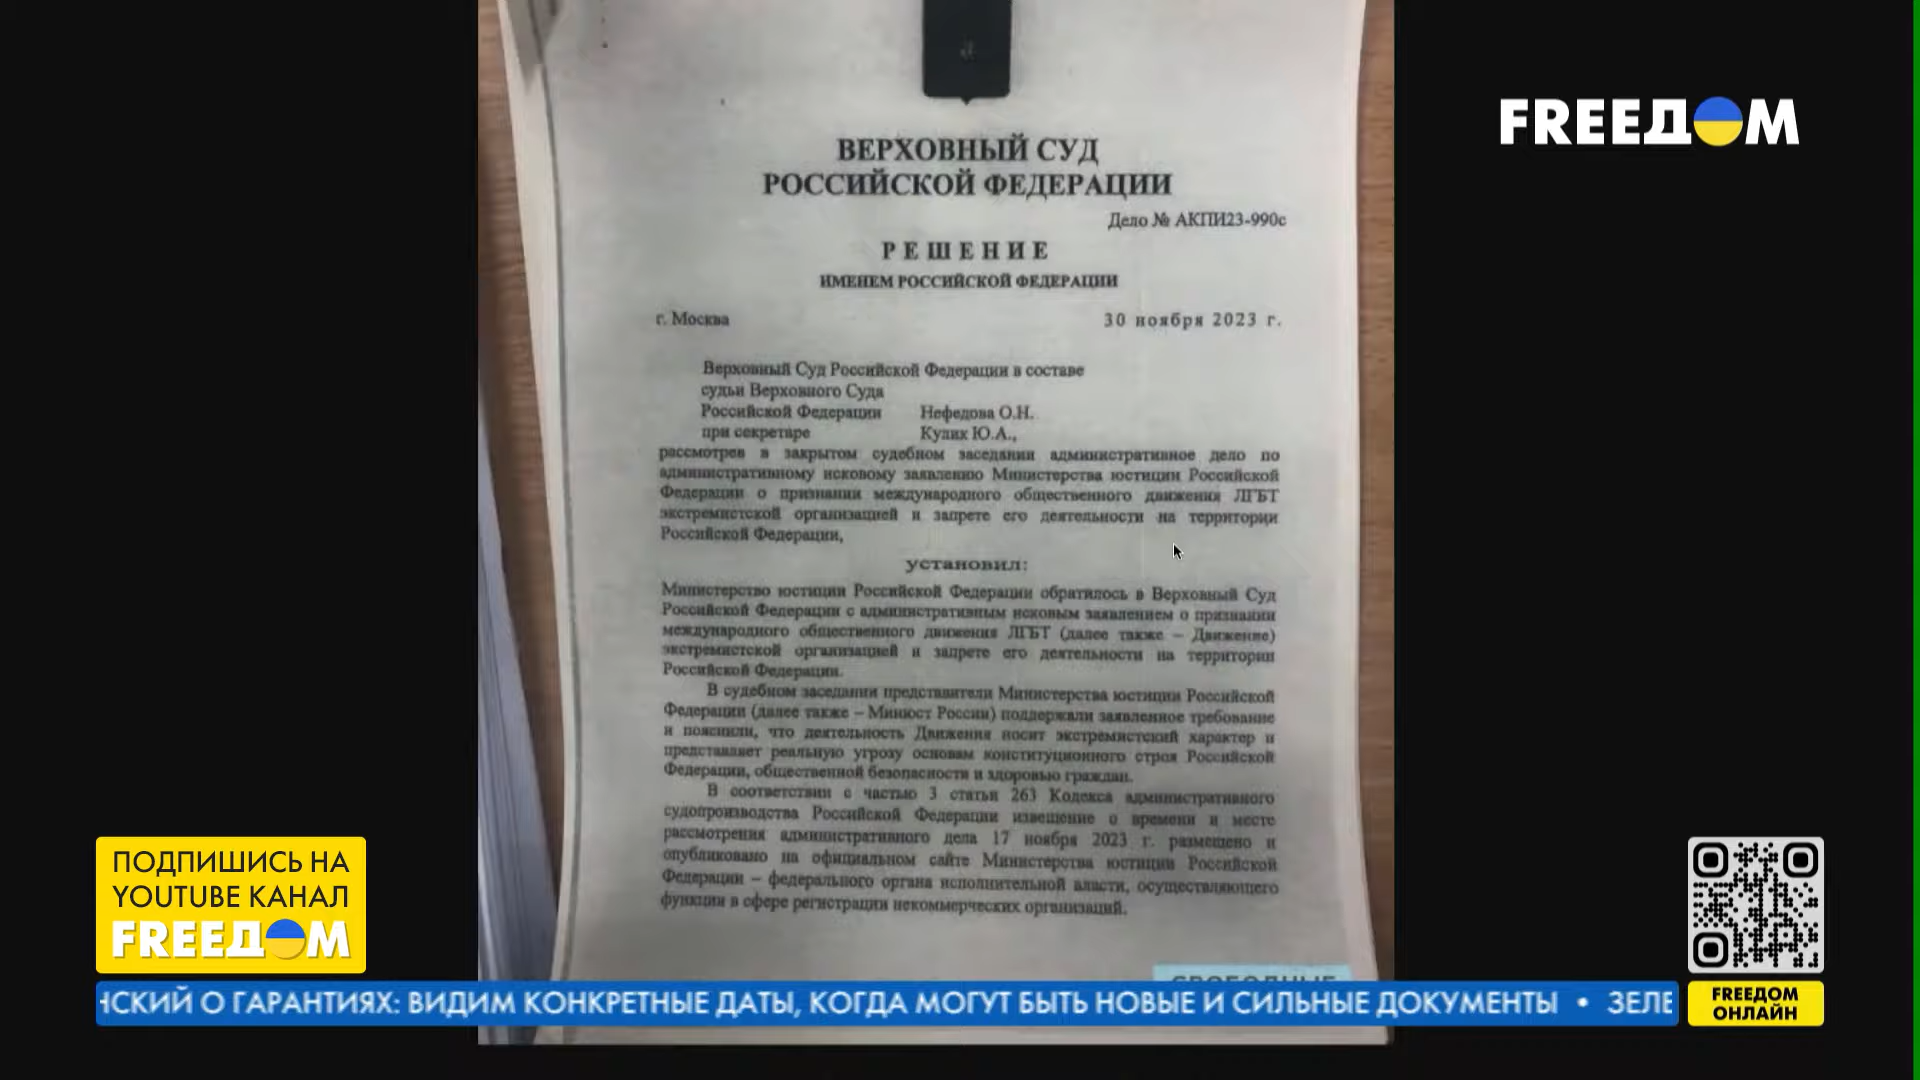 FREEДOM
ВЕРХОВНЫЙ СУД
РОССИЙСКОЙ ФЕДЕРАЦИИ
Дело № АКПИ23-990с
РЕШЕНИЕ
ИМЕНЕМ РОССИЙСКОЙ ФЕДЕРАЦИИ
г. Москва 30 ноября 2023 г.
Верховный Суд Российской Федерации в составе
судьи Верховного Суда
Российской Федерации Нефедова О.Н.
при секретаре Кулик Ю.А.,
рассмотрев в закрытом судебном заседании административное дело по
административному исковому заявлению Министерства юстиции Российской
Федерации о признании международного общественного движения ЛГБТ
экстремистской организацией и запрете его деятельности на территории
Российской Федерации,
установил:
Министерство юстиции Российской Федерации обратилось в Верховный Суд
Российской Федерации с административным исковым заявлением о признании
международного общественного движения ЛГБТ (далее также – Движение)
экстремистской организацией и запрете его деятельности на территории
Российской Федерации.
В судебном заседании представители Министерства юстиции Российской
Федерации (далее также – Минюст России) поддержали заявленное требование
и пояснили, что деятельность Движения носит экстремистский характер и
представляет реальную угрозу основам конституционного строя Российской
Федерации, общественной безопасности и здоровью граждан.
В соответствии с частью 3 статьи 263 Кодекса административного
судопроизводства Российской Федерации извещение о времени и месте
рассмотрения административного дела 17 ноября 2023 г. размещено и
опубликовано на официальном сайте Министерства юстиции Российской
Федерации – федерального органа исполнительной власти, осуществляющего
функции в сфере регистрации некоммерческих организаций.
СВОБОДНЫЕ
ПОДПИШИСЬ НА
YOUTUBE КАНАЛ
FREEДOM
НСКИЙ О ГАРАНТИЯХ: ВИДИМ КОНКРЕТНЫЕ ДАТЫ, КОГДА МОГУТ БЫТЬ НОВЫЕ И СИЛЬНЫЕ ДОКУМЕНТЫ • ЗЕЛЕ
FREEДOM
ОНЛАЙН